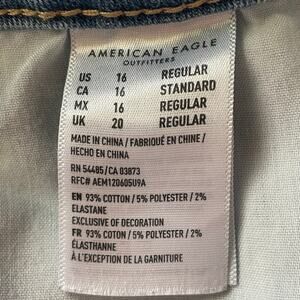 AMERICAN EAGLE
OUTFITTERS
US 16 REGULAR
CA 16 STANDARD
MX 16 REGULAR
UK 20 REGULAR
MADE IN CHINA / FABRIQUÉ EN CHINE /
HECHO EN CHINA
RN 54485/CA 03873
RFC# AEM120605U9A
EN 93% COTTON / 5% POLYESTER / 2%
ELASTANE
EXCLUSIVE OF DECORATION
FR 93% COTON / 5% POLYESTER / 2%
ÉLASTHANNE
À L'EXCEPTION DE LA GARNITURE